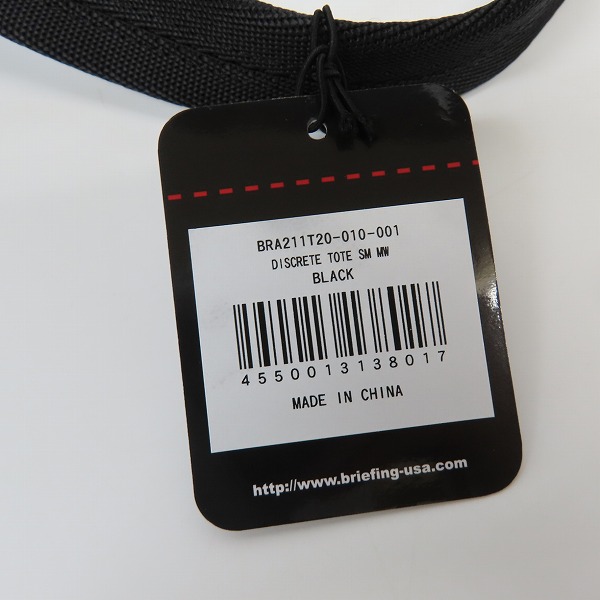 BRA211T20-010-001
DISCRETE TOTE SM MW
BLACK
4550013138017
MADE IN CHINA
http://www.briefing-usa.com